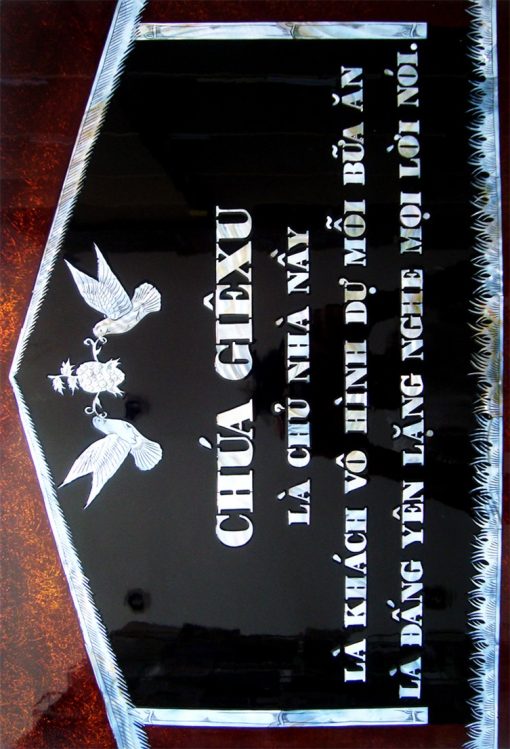 CHÚA GIÊXU
LÀ CHỦ NHÀ NẦY
LÀ KHÁCH VÔ HÌNH DỰ MỖI BỮA ĂN
LÀ ĐẤNG YÊN LẶNG NGHE MỌI LỜI NÓI.